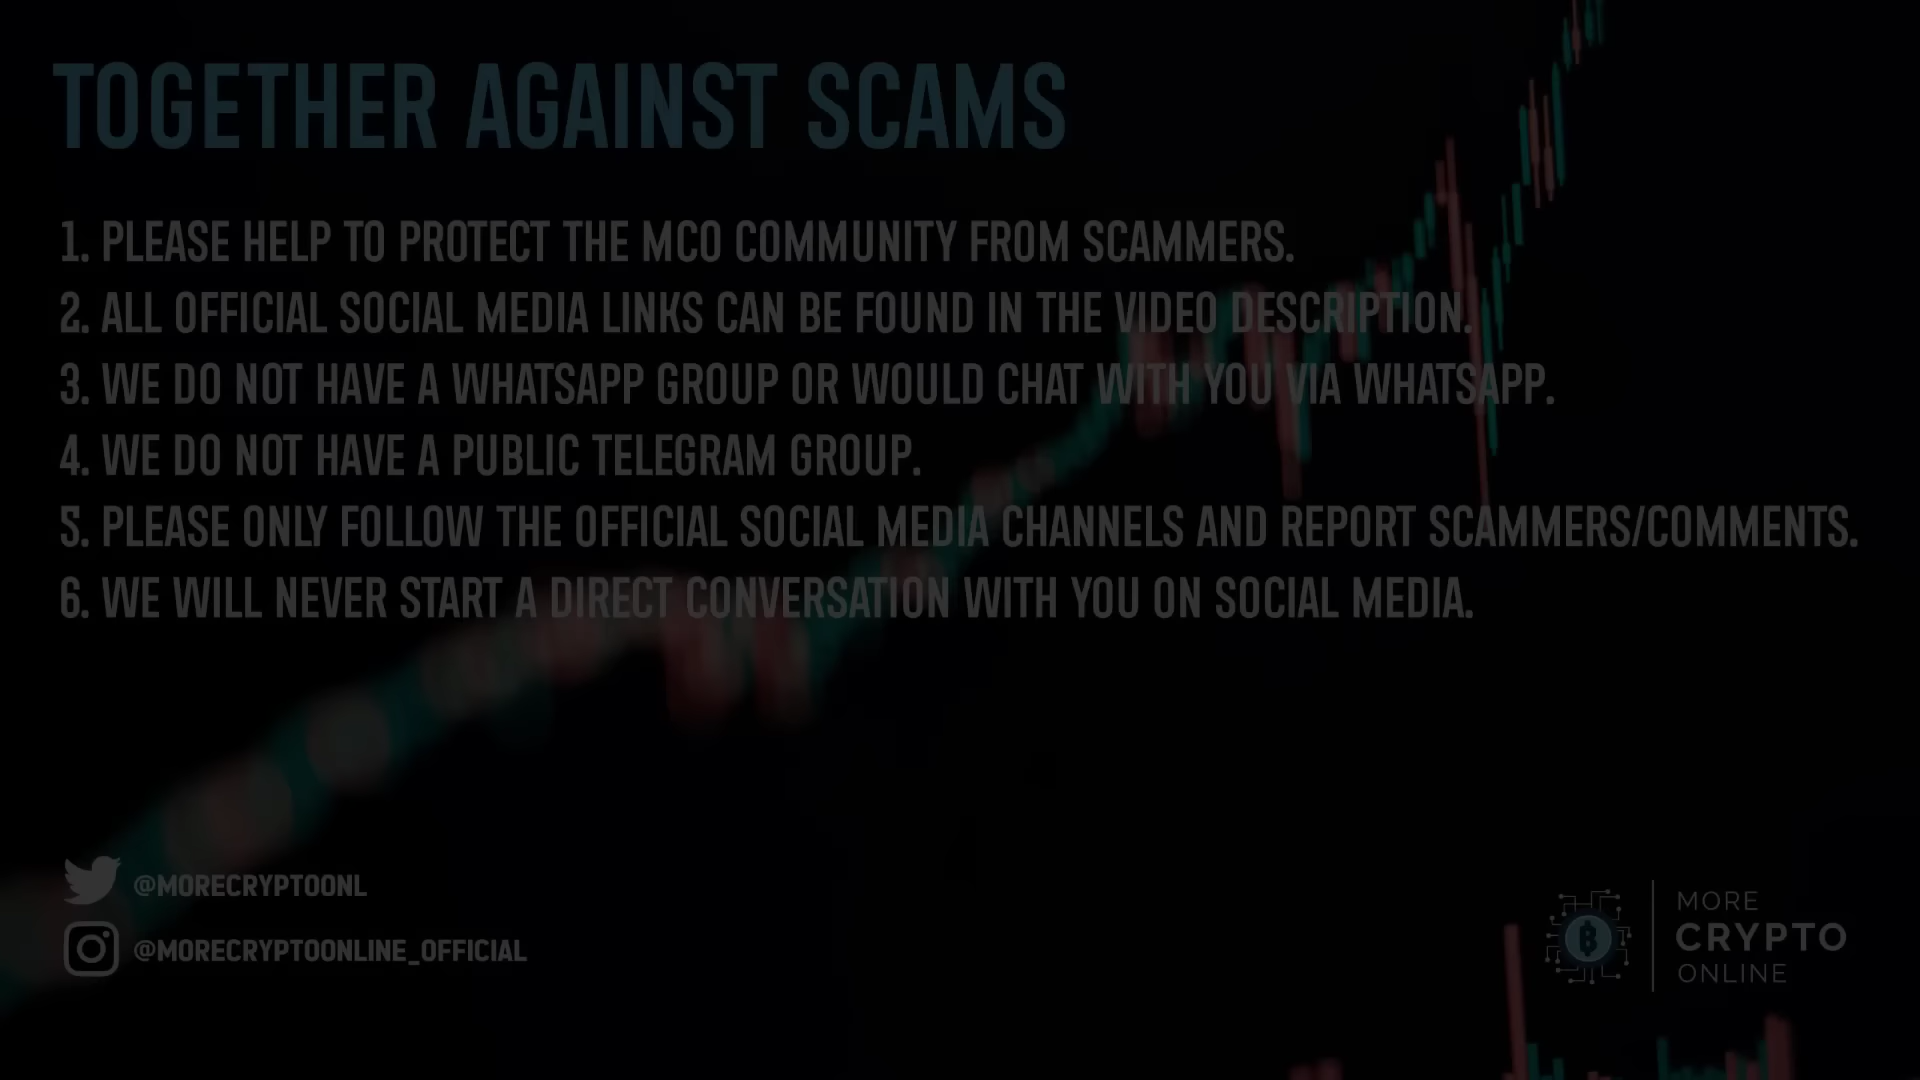 TOGETHER AGAINST SCAMS
1. PLEASE HELP TO PROTECT THE MCO COMMUNITY FROM SCAMMERS.
2. ALL OFFICIAL SOCIAL MEDIA LINKS CAN BE FOUND IN THE VIDEO DESCRIPTION.
3. WE DO NOT HAVE A WHATSAPP GROUP OR WOULD CHAT WITH YOU VIA WHATSAPP.
4. WE DO NOT HAVE A PUBLIC TELEGRAM GROUP.
5. PLEASE ONLY FOLLOW THE OFFICIAL SOCIAL MEDIA CHANNELS AND REPORT SCAMMERS/COMMENTS.
6. WE WILL NEVER START A DIRECT CONVERSATION WITH YOU ON SOCIAL MEDIA.
@MORECRYPTOONL
@MORECRYPTOONLINE_OFFICIAL
MORE
CRYPTO
ONLINE